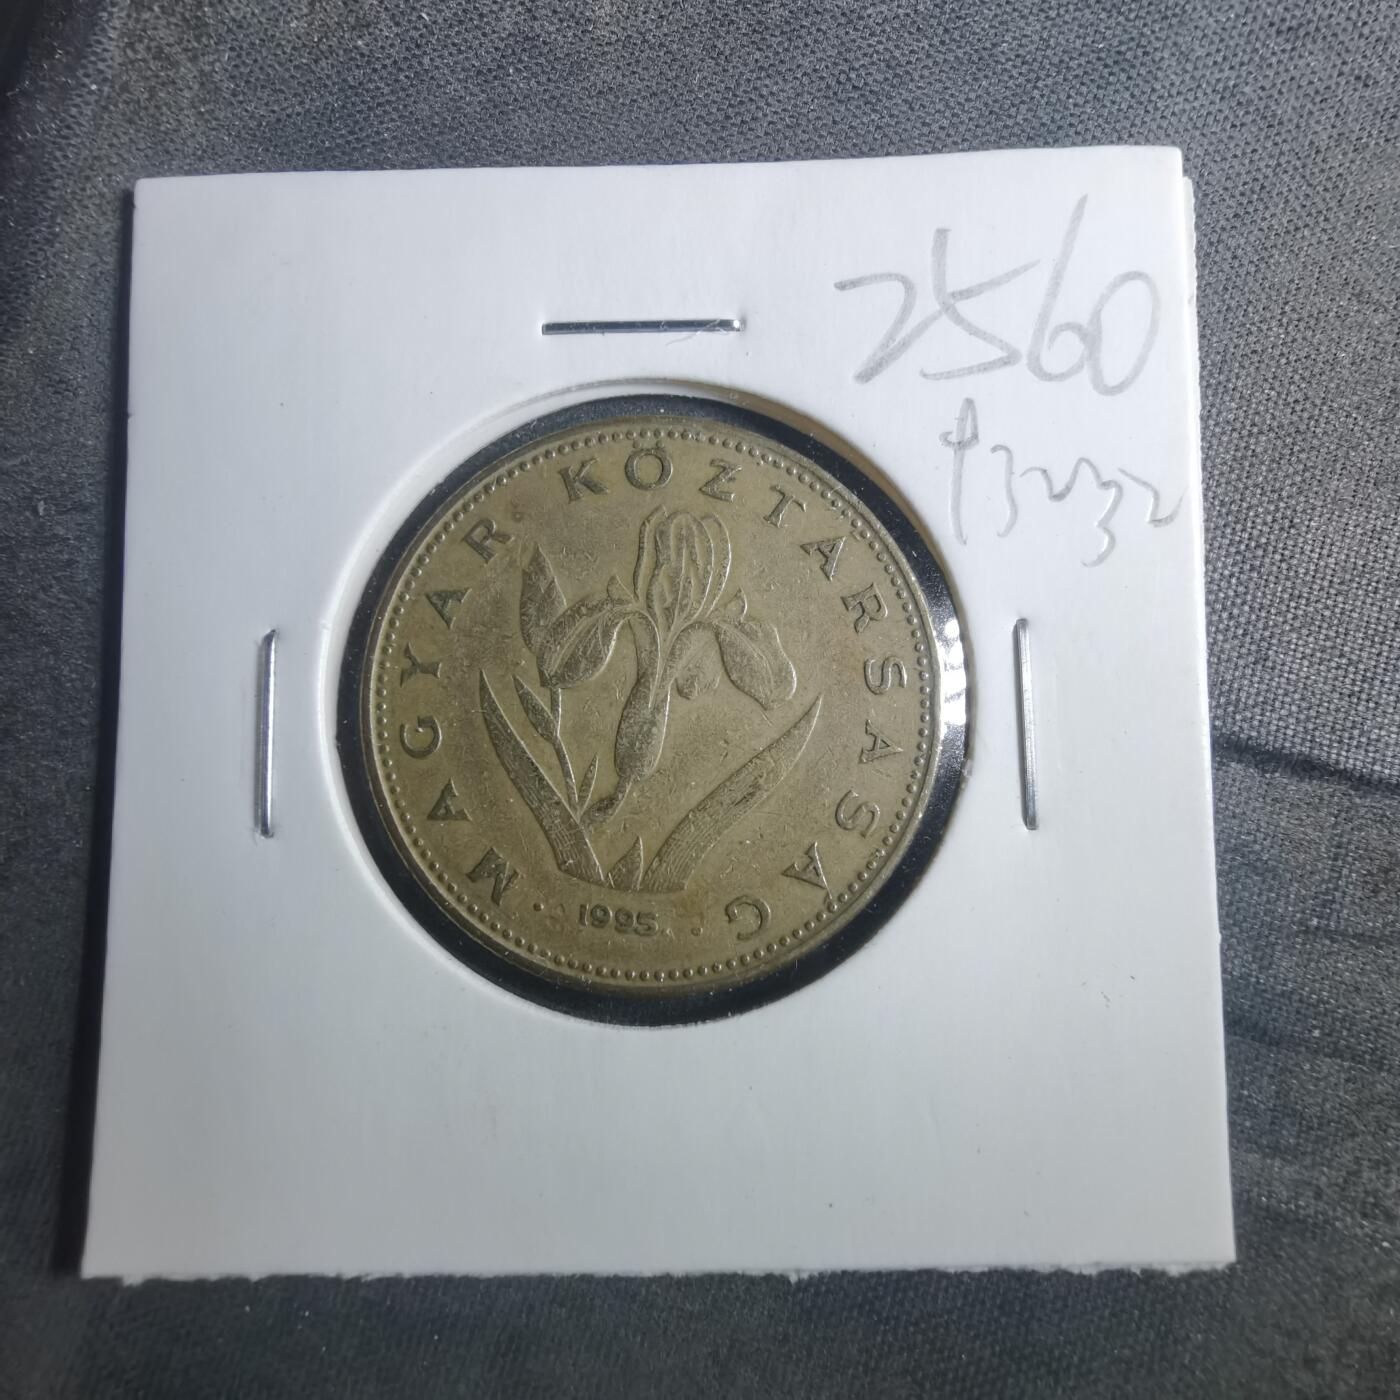 2560
MAGYAR KÖZTÁRSASÁG
· 1995 ·